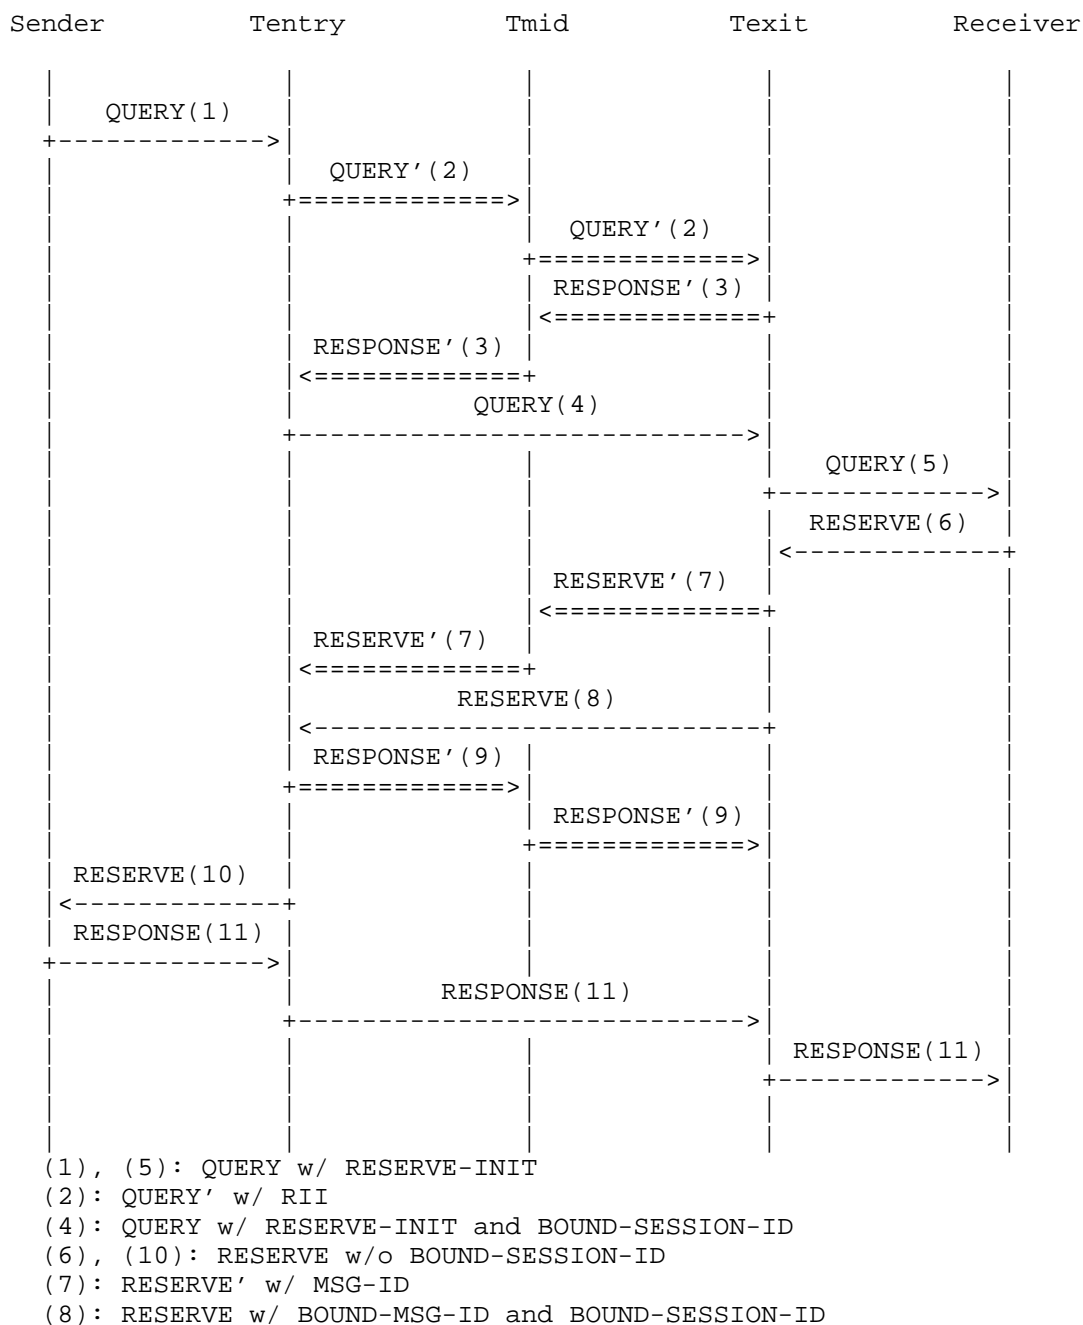 Sender Tentry Tmid Texit Receiver
QUERY(1)
QUERY'(2)
QUERY'(2)
RESPONSE'(3)
RESPONSE'(3)
QUERY(4)
QUERY(5)
RESERVE(6)
RESERVE'(7)
RESERVE'(7)
RESERVE(8)
RESPONSE'(9)
RESPONSE'(9)
RESERVE(10)
RESPONSE(11)
RESPONSE(11)
RESPONSE(11)
(1), (5): QUERY w/ RESERVE-INIT
(2): QUERY' w/ RII
(4): QUERY w/ RESERVE-INIT and BOUND-SESSION-ID
(6), (10): RESERVE w/o BOUND-SESSION-ID
(7): RESERVE' w/ MSG-ID
(8): RESERVE w/ BOUND-MSG-ID and BOUND-SESSION-ID